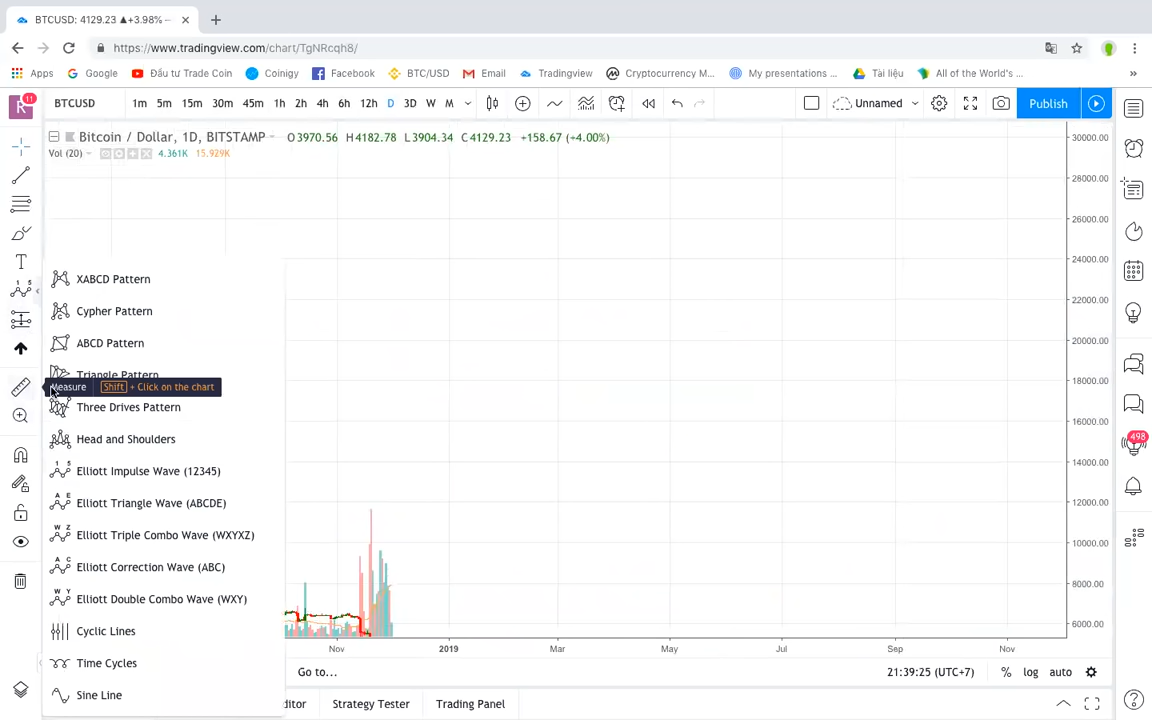 BTCUSD: 4129.23 ▲+3.98% –
https://www.tradingview.com/chart/TgNRcqh8/
Apps Google Đầu tư Trade Coin Coinigy Facebook BTC/USD Email Tradingview Cryptocurrency M... My presentations ... Tài liệu All of the World's ... »
R 11 BTCUSD 1m 5m 15m 30m 45m 1h 2h 4h 6h 12h D 3D W M Unnamed Publish
Bitcoin / Dollar, 1D, BITSTAMP O3970.56 H4182.78 L3904.34 C4129.23 +158.67 (+4.00%)
Vol (20) 4.361K 15.929K
30000.00
28000.00
26000.00
24000.00
22000.00
20000.00
18000.00
16000.00
14000.00
12000.00
10000.00
8000.00
6000.00
XABCD Pattern
Cypher Pattern
ABCD Pattern
Triangle Pattern
Measure Shift + Click on the chart
Three Drives Pattern
Head and Shoulders
Elliott Impulse Wave (12345)
Elliott Triangle Wave (ABCDE)
Elliott Triple Combo Wave (WXYXZ)
Elliott Correction Wave (ABC)
Elliott Double Combo Wave (WXY)
Cyclic Lines
Time Cycles
Sine Line
498
Nov 2019 Mar May Jul Sep Nov
Go to... 21:39:25 (UTC+7) % log auto
ditor Strategy Tester Trading Panel